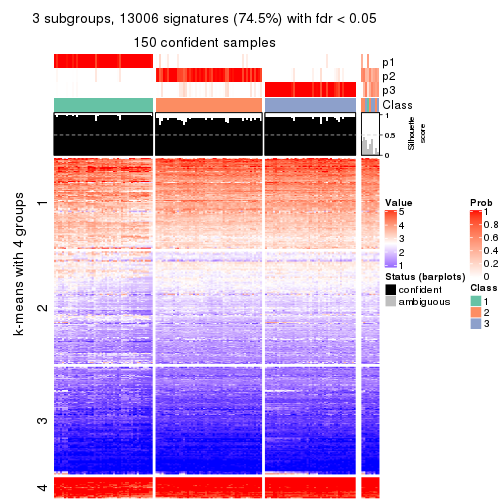 3 subgroups, 13006 signatures (74.5%) with fdr < 0.05
150 confident samples
p1
p2
p3
Class
1
0.5
0
Silhouette
score
k-means with 4 groups
1
2
3
4
Value
5
4
3
2
1
Status (barplots)
confident
ambiguous
Prob
1
0.8
0.6
0.4
0.2
0
Class
1
2
3